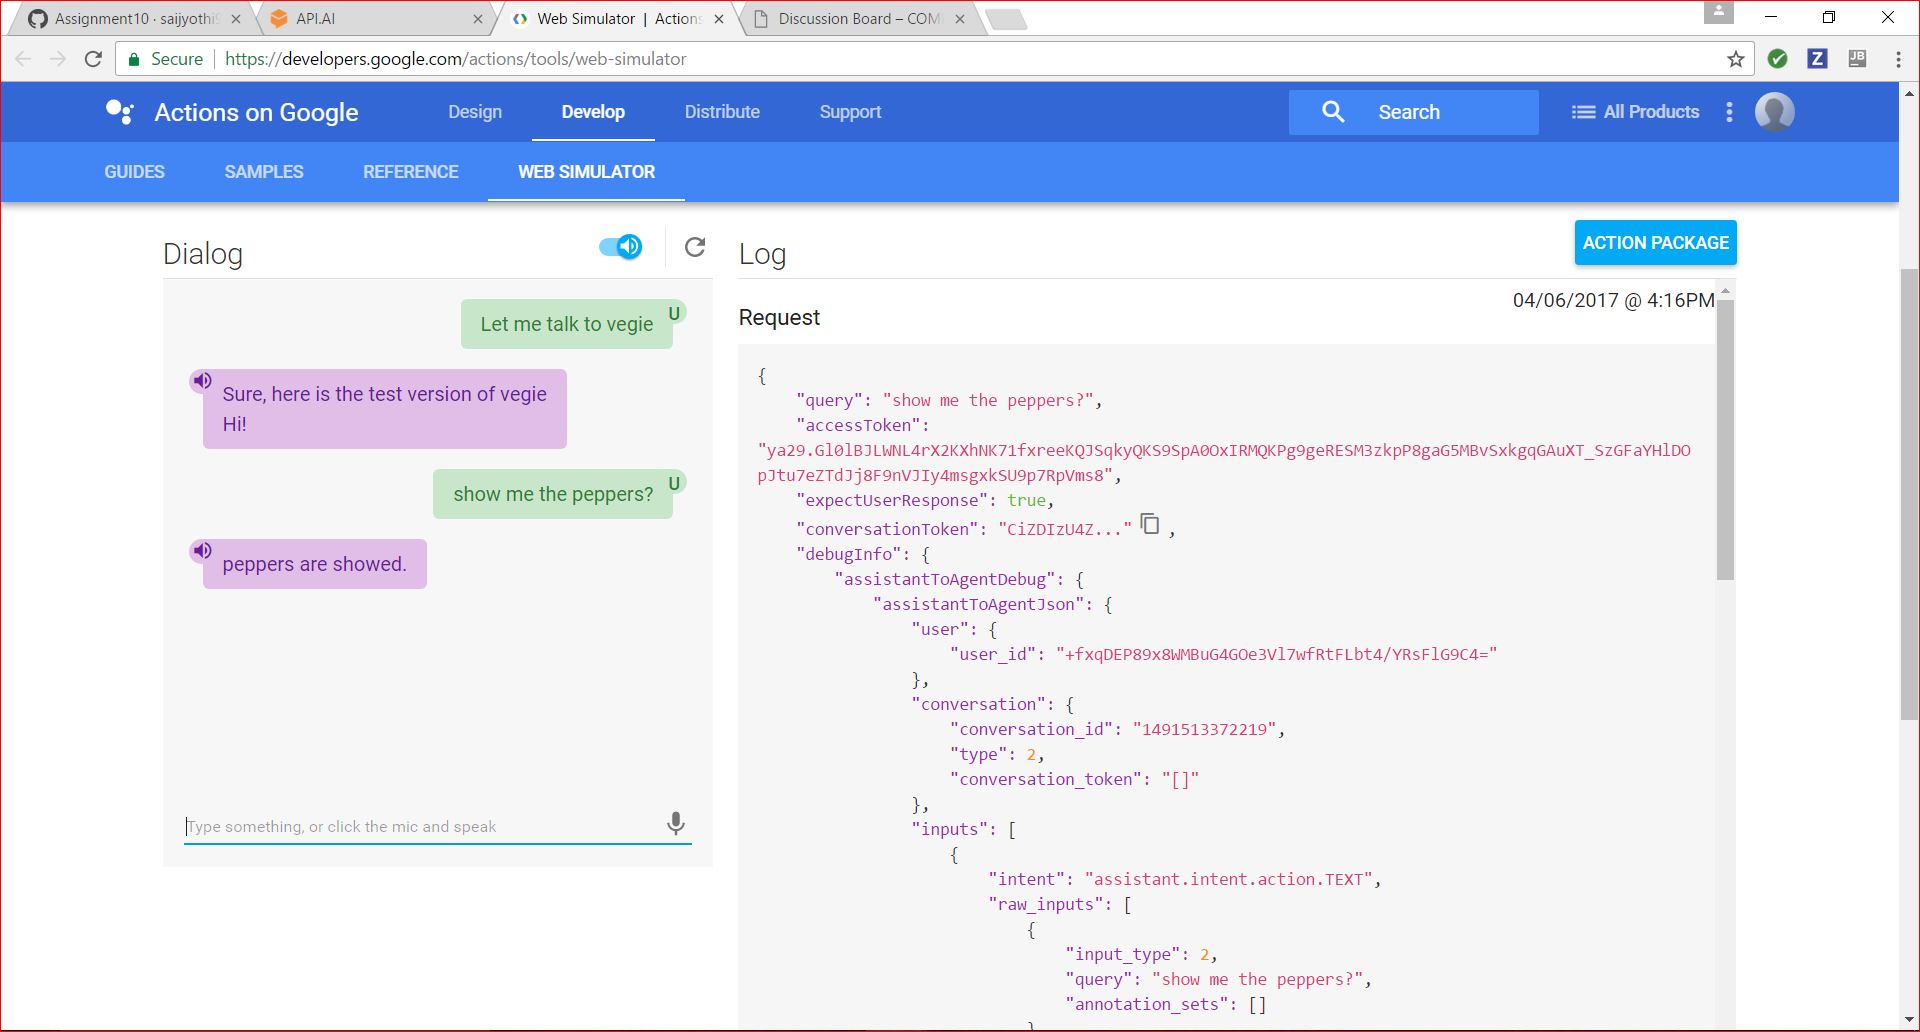 Assignment10 · saijyothi9
API.AI
Web Simulator | Actions
Discussion Board – COM
Secure
https://developers.google.com/actions/tools/web-simulator
Actions on Google
Design
Develop
Distribute
Support
Search
All Products
GUIDES
SAMPLES
REFERENCE
WEB SIMULATOR
Dialog
Let me talk to vegie
U
Sure, here is the test version of vegie
Hi!
show me the peppers?
U
peppers are showed.
Type something, or click the mic and speak
Log
ACTION PACKAGE
04/06/2017 @ 4:16PM
Request
{
"query": "show me the peppers?",
"accessToken":
"ya29.Gl0lBJLWNL4rX2KXhNK71fxreeKQJSqkyQKS9SpA0OxIRMQKPg9geRESM3zkpP8gaG5MBvSxkgqGAuXT_SzGFaYHlDO
pJtu7eZTdJj8F9nVJIy4msgxkSU9p7RpVms8",
"expectUserResponse": true,
"conversationToken": "CiZDIzU4Z..." ,
"debugInfo": {
"assistantToAgentDebug": {
"assistantToAgentJson": {
"user": {
"user_id": "+fxqDEP89x8WMBuG4GOe3Vl7wfRtFLbt4/YRsFlG9C4="
},
"conversation": {
"conversation_id": "1491513372219",
"type": 2,
"conversation_token": "[]"
},
"inputs": [
{
"intent": "assistant.intent.action.TEXT",
"raw_inputs": [
{
"input_type": 2,
"query": "show me the peppers?",
"annotation_sets": []
}